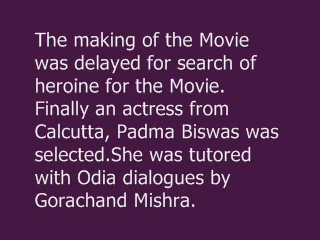 The making of the Movie
was delayed for search of
heroine for the Movie.
Finally an actress from
Calcutta, Padma Biswas was
selected.She was tutored
with Odia dialogues by
Gorachand Mishra.